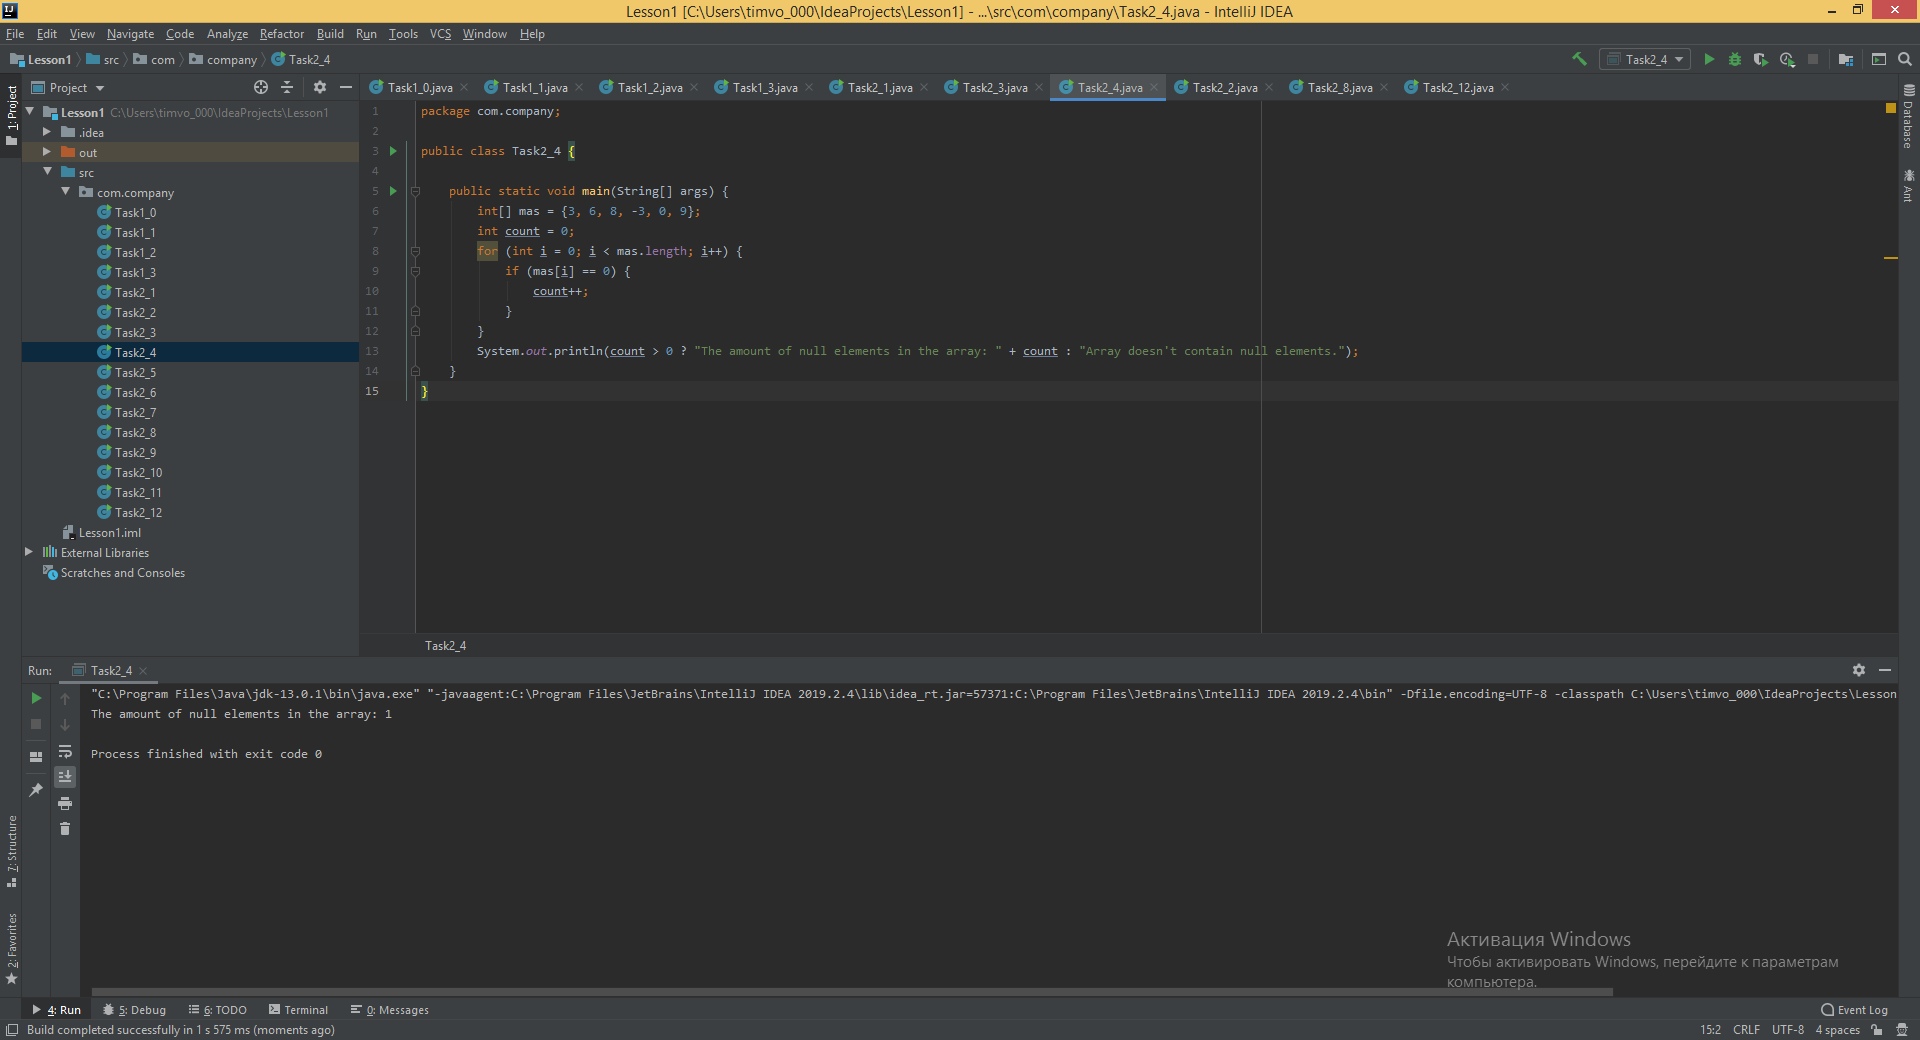 Lesson1 [C:\Users\timvo_000\IdeaProjects\Lesson1] - ...\src\com\company\Task2_4.java - IntelliJ IDEA
File Edit View Navigate Code Analyze Refactor Build Run Tools VCS Window Help
Lesson1 src com company Task2_4
Task2_4
Project
Task1_0.java Task1_1.java Task1_2.java Task1_3.java Task2_1.java Task2_3.java Task2_4.java Task2_2.java Task2_8.java Task2_12.java
1: Project
Lesson1 C:\Users\timvo_000\IdeaProjects\Lesson1
.idea
out
src
com.company
Task1_0
Task1_1
Task1_2
Task1_3
Task2_1
Task2_2
Task2_3
Task2_4
Task2_5
Task2_6
Task2_7
Task2_8
Task2_9
Task2_10
Task2_11
Task2_12
Lesson1.iml
External Libraries
Scratches and Consoles
1 package com.company;
2
3 public class Task2_4 {
4
5 public static void main(String[] args) {
6 int[] mas = {3, 6, 8, -3, 0, 9};
7 int count = 0;
8 for (int i = 0; i < mas.length; i++) {
9 if (mas[i] == 0) {
10 count++;
11 }
12 }
13 System.out.println(count > 0 ? "The amount of null elements in the array: " + count : "Array doesn't contain null elements.");
14 }
15 }
Task2_4
Database
Ant
Run: Task2_4
"C:\Program Files\Java\jdk-13.0.1\bin\java.exe" "-javaagent:C:\Program Files\JetBrains\IntelliJ IDEA 2019.2.4\lib\idea_rt.jar=57371:C:\Program Files\JetBrains\IntelliJ IDEA 2019.2.4\bin" -Dfile.encoding=UTF-8 -classpath C:\Users\timvo_000\IdeaProjects\Lesson
The amount of null elements in the array: 1
Process finished with exit code 0
7: Structure
2: Favorites
Активация Windows
Чтобы активировать Windows, перейдите к параметрам
компьютера.
4: Run 5: Debug 6: TODO Terminal 0: Messages Event Log
Build completed successfully in 1 s 575 ms (moments ago) 15:2 CRLF UTF-8 4 spaces